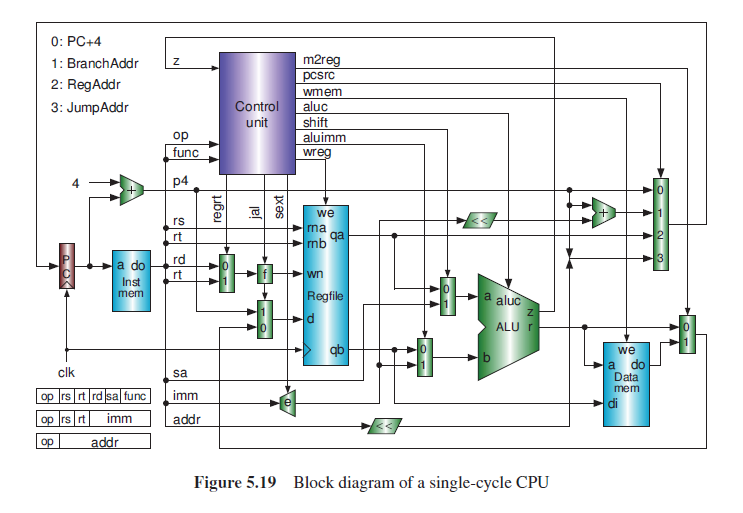 0: PC+4
1: BranchAddr
2: RegAddr
3: JumpAddr
z
Control
unit
m2reg
pcsrc
wmem
aluc
shift
aluimm
wreg
op
func
4
+
p4
regrt
jal
sext
rs
rt
rd
rt
PC
a do
Inst
mem
0
1
f
1
0
we
rna
rnb
qa
wn
Regfile
d
qb
<<
+
0
1
2
3
0
1
0
1
a
aluc
z
ALU
r
b
0
1
we
a do
Data
mem
di
clk
sa
imm
e
addr
<<
op rs rt rd sa func
op rs rt imm
op addr
Figure 5.19 Block diagram of a single-cycle CPU